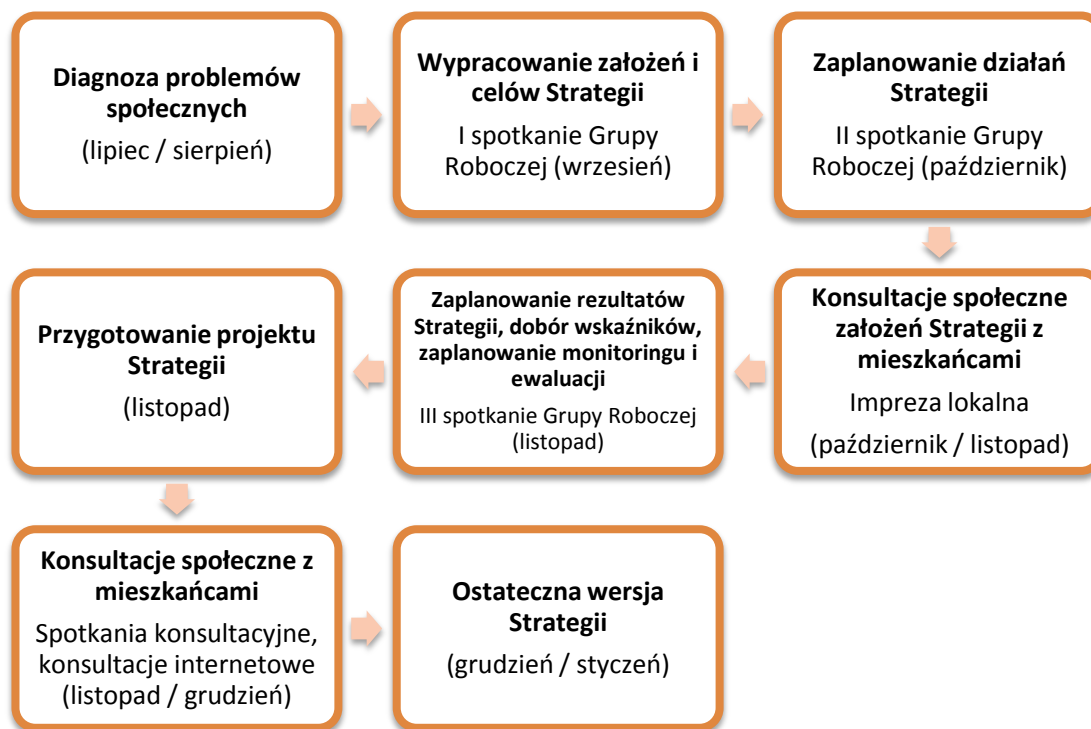 Diagnoza problemów
społecznych
(lipiec / sierpień)
Wypracowanie założeń i
celów Strategii
I spotkanie Grupy
Roboczej (wrzesień)
Zaplanowanie działań
Strategii
II spotkanie Grupy
Roboczej (październik)
Konsultacje społeczne
założeń Strategii z
mieszkańcami
Impreza lokalna
(październik / listopad)
Zaplanowanie rezultatów
Strategii, dobór wskaźników,
zaplanowanie monitoringu i
ewaluacji
III spotkanie Grupy Roboczej
(listopad)
Przygotowanie projektu
Strategii
(listopad)
Konsultacje społeczne z
mieszkańcami
Spotkania konsultacyjne,
konsultacje internetowe
(listopad / grudzień)
Ostateczna wersja
Strategii
(grudzień / styczeń)